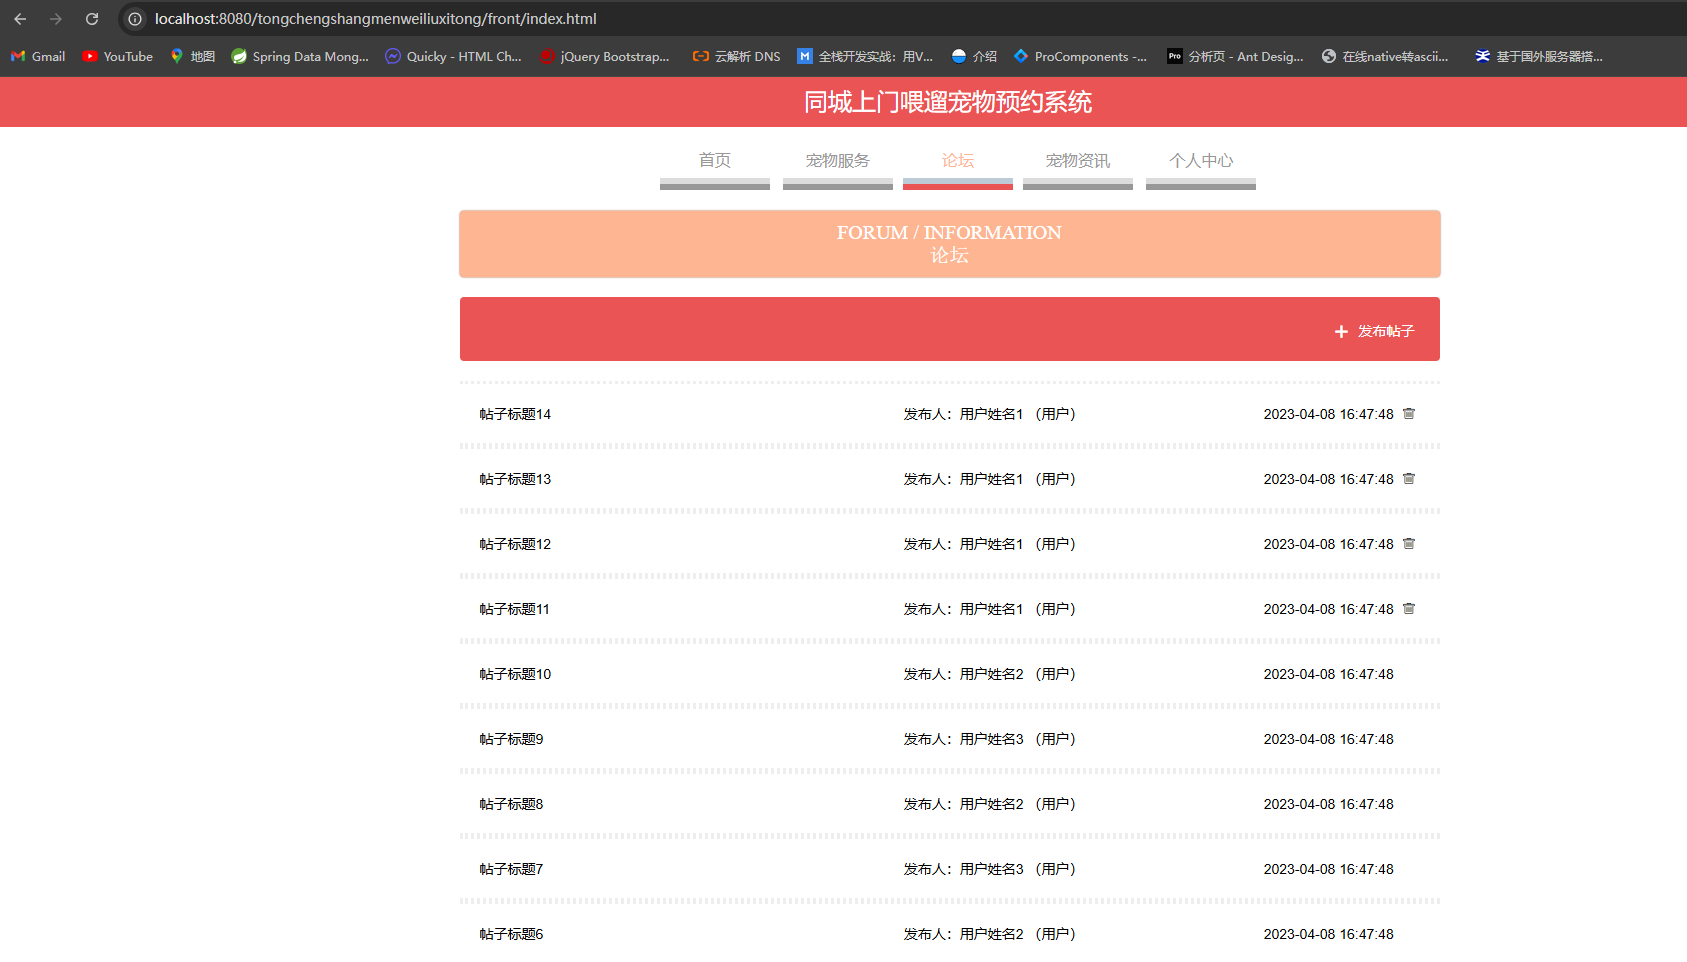 localhost:8080/tongchengshangmenweiliuxitong/front/index.html
Gmail YouTube 地图 Spring Data Mong... Quicky - HTML Ch... jQuery Bootstrap... 云解析 DNS 全栈开发实战：用V... 介绍 ProComponents -... Pro 分析页 - Ant Desig... 在线native转ascii... 基于国外服务器搭...
同城上门喂遛宠物预约系统
首页 宠物服务 论坛 宠物资讯 个人中心
FORUM / INFORMATION
论坛
+ 发布帖子
帖子标题14 发布人：用户姓名1 （用户） 2023-04-08 16:47:48
帖子标题13 发布人：用户姓名1 （用户） 2023-04-08 16:47:48
帖子标题12 发布人：用户姓名1 （用户） 2023-04-08 16:47:48
帖子标题11 发布人：用户姓名1 （用户） 2023-04-08 16:47:48
帖子标题10 发布人：用户姓名2 （用户） 2023-04-08 16:47:48
帖子标题9 发布人：用户姓名3 （用户） 2023-04-08 16:47:48
帖子标题8 发布人：用户姓名2 （用户） 2023-04-08 16:47:48
帖子标题7 发布人：用户姓名3 （用户） 2023-04-08 16:47:48
帖子标题6 发布人：用户姓名2 （用户） 2023-04-08 16:47:48